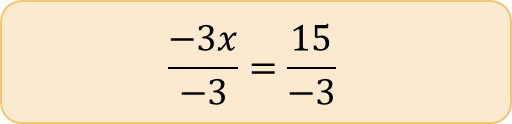 −3x / −3 = 15 / −3